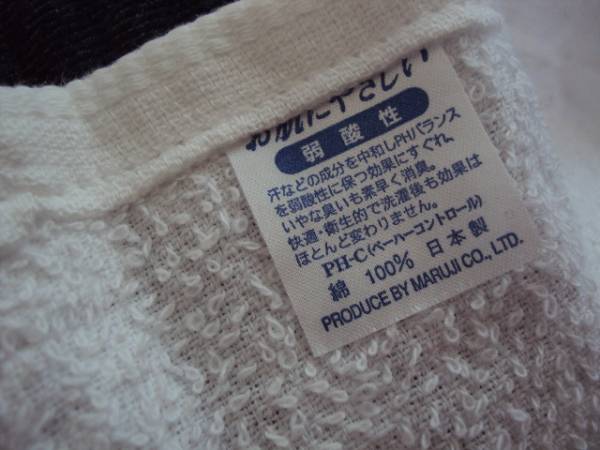 お肌にやさしい
弱酸性
汗などの成分を中和しPHバランス
を弱酸性に保つ効果にすぐれ、
いやな臭いも素早く消臭。
快適・衛生的で洗濯後も効果は
ほとんど変わりません。
PH-C(ペーハーコントロール)
綿 100% 日本製
PRODUCE BY MARUJI CO., LTD.